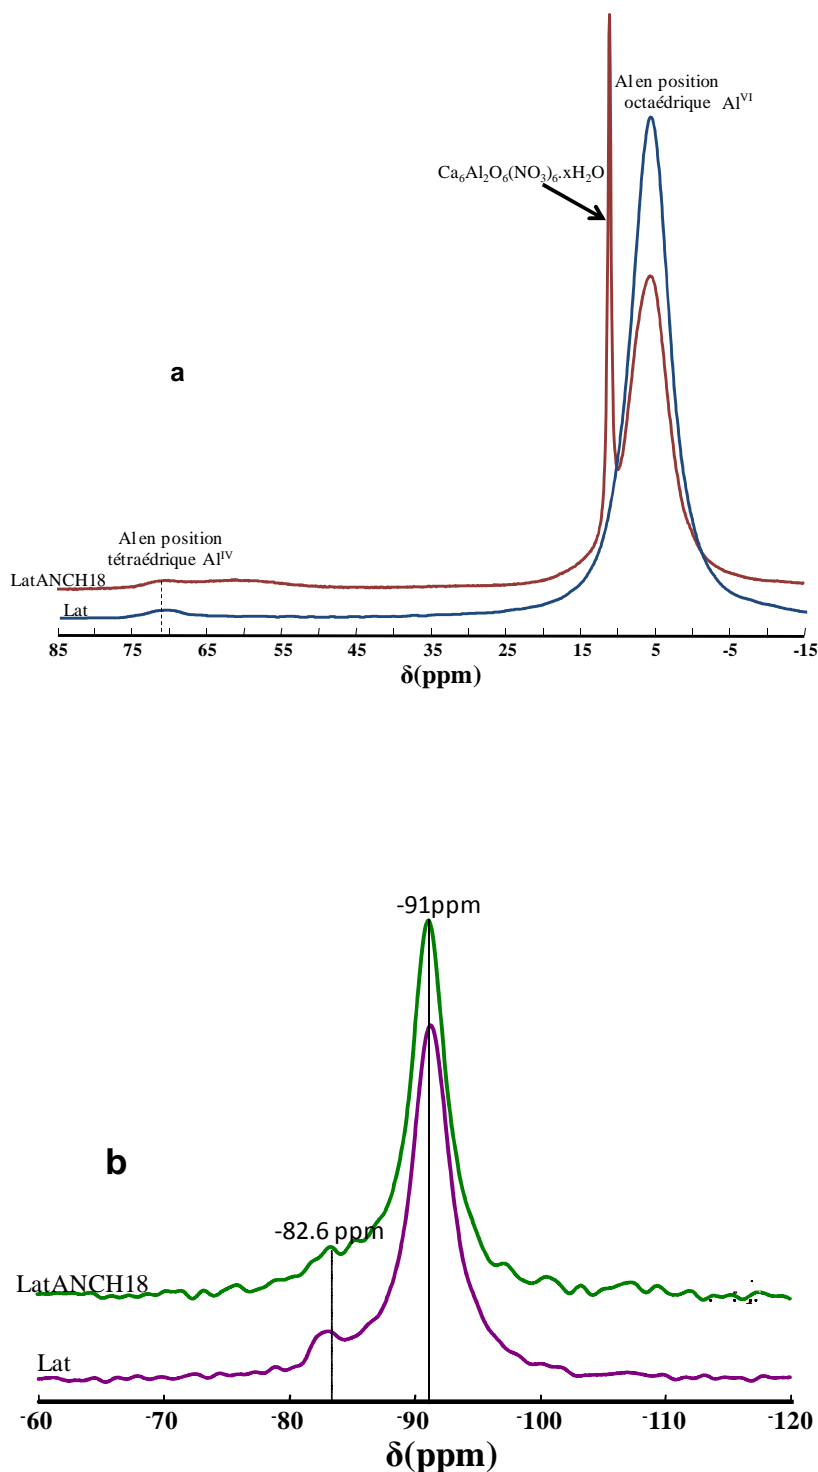 Al en position
octaédrique Al^VI
Ca₆Al₂O₆(NO₃)₆.xH₂O
a
Al en position
tétraédrique Al^IV
LatANCH18
Lat
85 75 65 55 45 35 25 15 5 -5 -15
δ(ppm)
-91ppm
b
-82.6 ppm
LatANCH18
Lat
-60 -70 -80 -90 -100 -110 -120
δ(ppm)